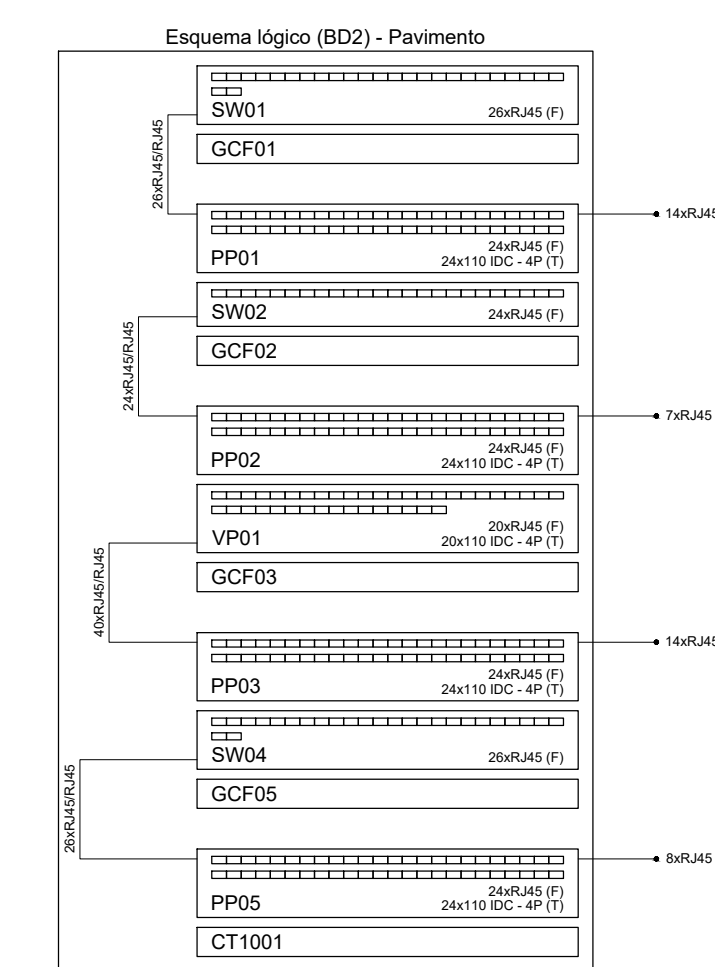 Esquema lógico (BD2) - Pavimento
SW01
26xRJ45 (F)
26xRJ45/RJ45
GCF01
14xRJ45
24xRJ45 (F)
PP01
24x110 IDC - 4P (T)
SW02
24xRJ45 (F)
24xRJ45/RJ45
GCF02
7xRJ45
24xRJ45 (F)
PP02
24x110 IDC - 4P (T)
20xRJ45 (F)
VP01
20x110 IDC - 4P (T)
40xRJ45/RJ45
GCF03
14xRJ45
24xRJ45 (F)
PP03
24x110 IDC - 4P (T)
SW04
26xRJ45 (F)
26xRJ45/RJ45
GCF05
8xRJ45
24xRJ45 (F)
PP05
24x110 IDC - 4P (T)
CT1001